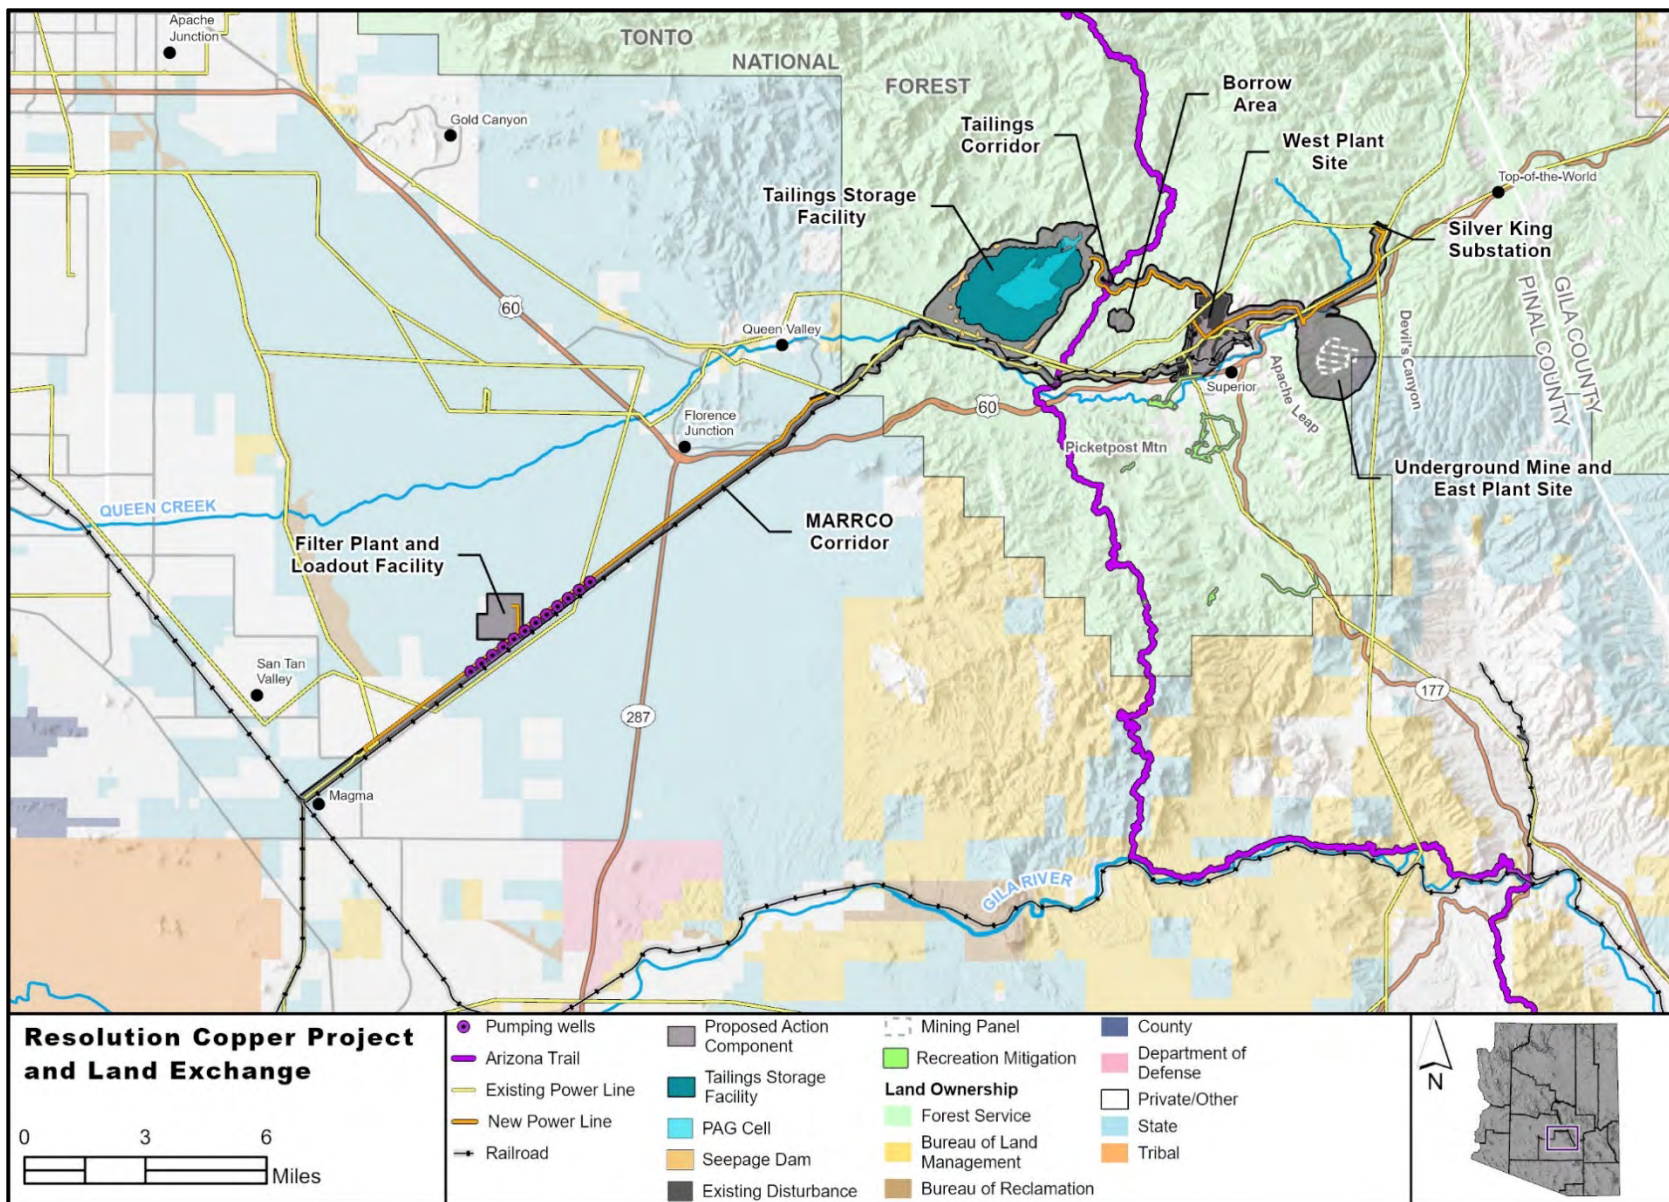 Apache
Junction
TONTO
NATIONAL
FOREST
Borrow
Area
Tailings
Corridor
West Plant
Site
Gold Canyon
Top-of-the-World
Tailings Storage
Facility
Silver King
Substation
60
Queen Valley
GILA COUNTY
PINAL COUNTY
Devil's Canyon
Apache Leap
Superior
60
Florence
Junction
Picketpost Mtn
Underground Mine and
East Plant Site
QUEEN CREEK
MARRCO
Corridor
Filter Plant and
Loadout Facility
San Tan
Valley
287
177
Magma
GILA RIVER
Resolution Copper Project
and Land Exchange
0 3 6
Miles
Pumping wells
Arizona Trail
Existing Power Line
New Power Line
Railroad
Proposed Action
Component
Tailings Storage
Facility
PAG Cell
Seepage Dam
Existing Disturbance
Mining Panel
Recreation Mitigation
Land Ownership
Forest Service
Bureau of Land
Management
Bureau of Reclamation
County
Department of
Defense
Private/Other
State
Tribal
N